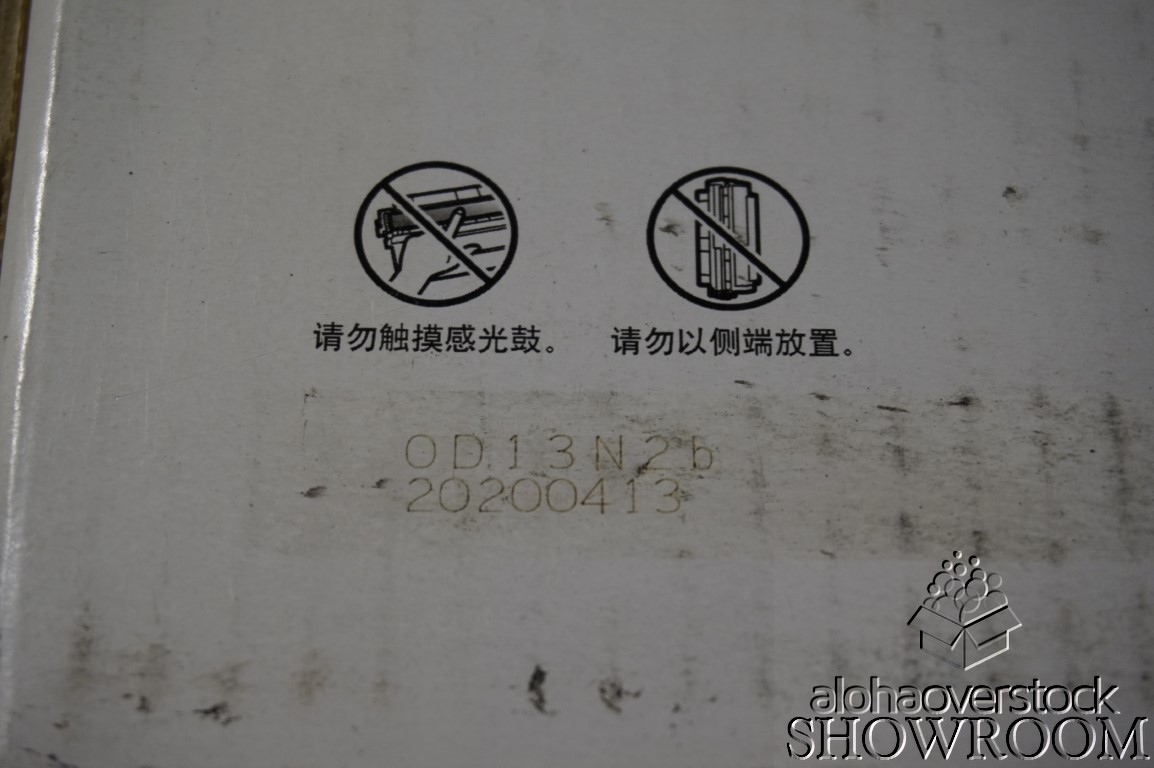 请勿触摸感光鼓。 请勿以侧端放置。
OD13N2b
20200413
alohaoverstock
SHOWROOM